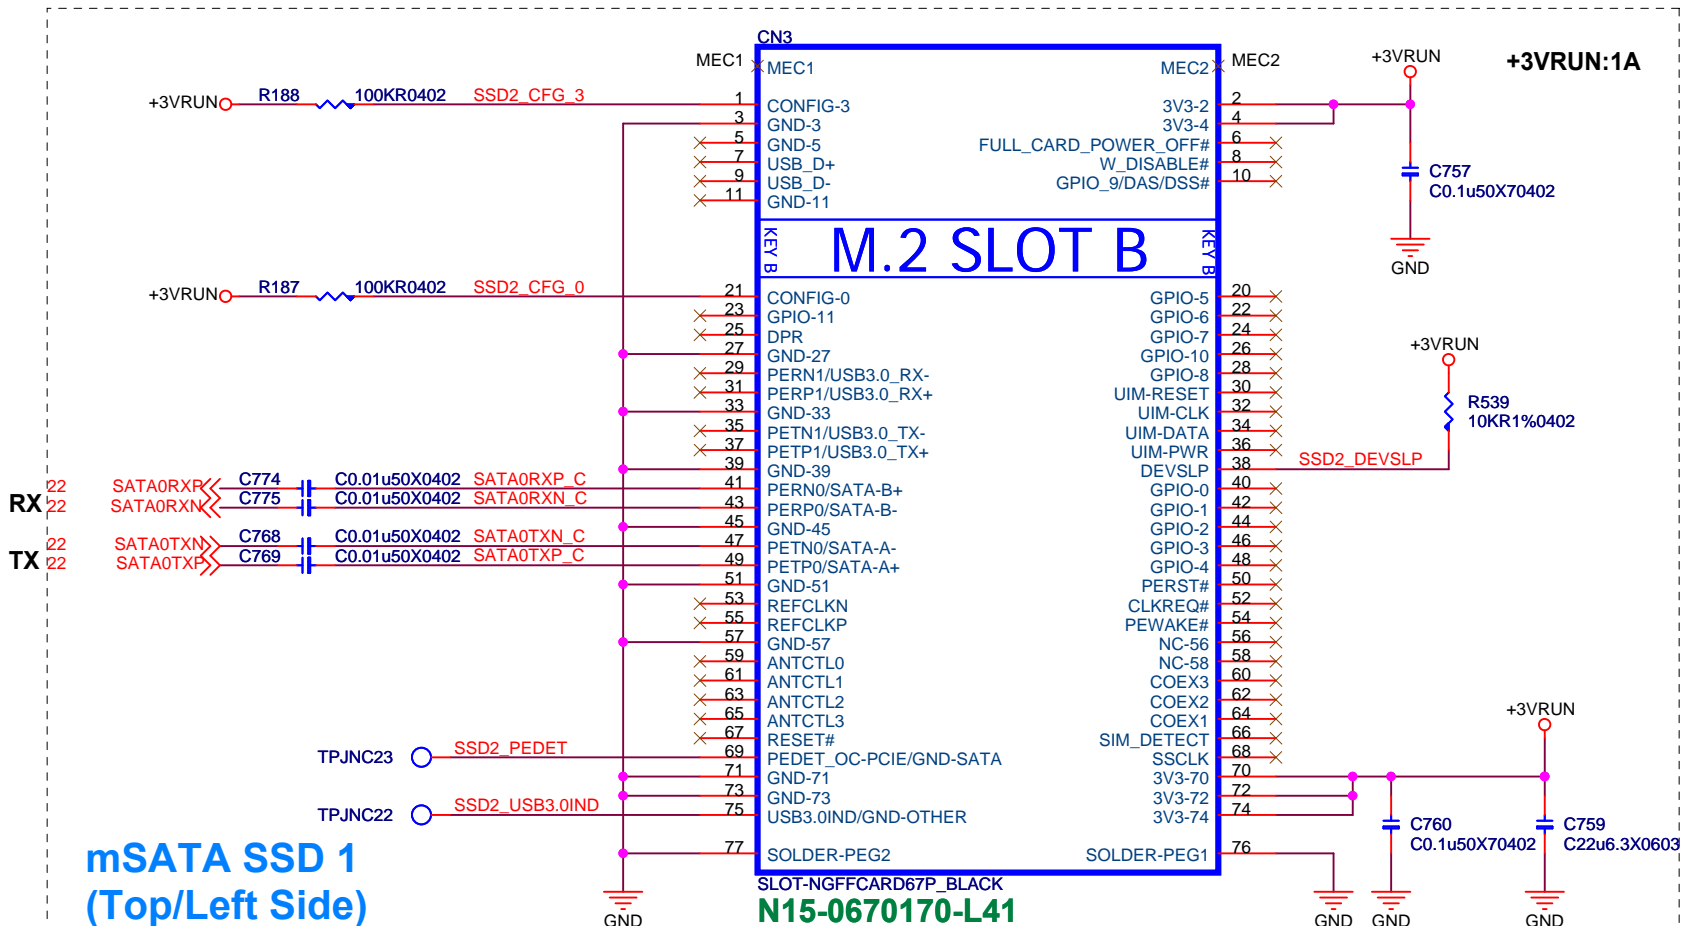 CN3
MEC1 MEC1 MEC2 MEC2
+3VRUN
+3VRUN:1A
+3VRUN R188 100KR0402 SSD2_CFG_3 1 CONFIG-3 3V3-2 2
3 GND-3 3V3-4 4
5 GND-5 FULL_CARD_POWER_OFF# 6
7 USB_D+ W_DISABLE# 8
9 USB_D- GPIO_9/DAS/DSS# 10
11 GND-11
C757
C0.1u50X70402
GND
KEY B M.2 SLOT B KEY B
+3VRUN R187 100KR0402 SSD2_CFG_0 21 CONFIG-0 GPIO-5 20
23 GPIO-11 GPIO-6 22
25 DPR GPIO-7 24
27 GND-27 GPIO-10 26
29 PERN1/USB3.0_RX- GPIO-8 28
31 PERP1/USB3.0_RX+ UIM-RESET 30
33 GND-33 UIM-CLK 32
35 PETN1/USB3.0_TX- UIM-DATA 34
37 PETP1/USB3.0_TX+ UIM-PWR 36
39 GND-39 DEVSLP 38 SSD2_DEVSLP
+3VRUN
R539
10KR1%0402
RX
22 SATA0RXP C774 C0.01u50X0402 SATA0RXP_C 41 PERN0/SATA-B+ GPIO-0 40
22 SATA0RXN C775 C0.01u50X0402 SATA0RXN_C 43 PERP0/SATA-B- GPIO-1 42
45 GND-45 GPIO-2 44
TX
22 SATA0TXN C768 C0.01u50X0402 SATA0TXN_C 47 PETN0/SATA-A- GPIO-3 46
22 SATA0TXP C769 C0.01u50X0402 SATA0TXP_C 49 PETP0/SATA-A+ GPIO-4 48
51 GND-51 PERST# 50
53 REFCLKN CLKREQ# 52
55 REFCLKP PEWAKE# 54
57 GND-57 NC-56 56
59 ANTCTL0 NC-58 58
61 ANTCTL1 COEX3 60
63 ANTCTL2 COEX2 62
65 ANTCTL3 COEX1 64
67 RESET# SIM_DETECT 66
TPJNC23 SSD2_PEDET 69 PEDET_OC-PCIE/GND-SATA SSCLK 68
71 GND-71 3V3-70 70
73 GND-73 3V3-72 72
TPJNC22 SSD2_USB3.0IND 75 USB3.0IND/GND-OTHER 3V3-74 74
77 SOLDER-PEG2 SOLDER-PEG1 76
+3VRUN
C760
C0.1u50X70402
C759
C22u6.3X0603
SLOT-NGFFCARD67P_BLACK
N15-0670170-L41
mSATA SSD 1
(Top/Left Side)
GND GND GND GND